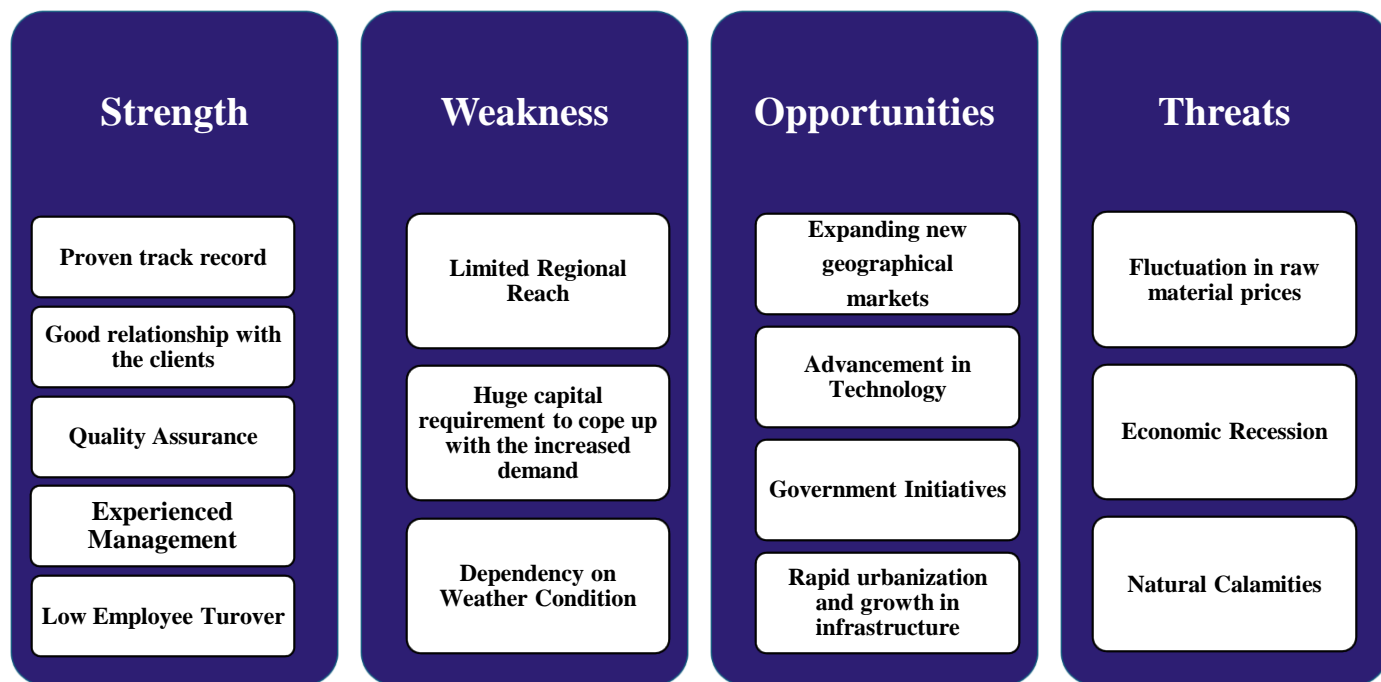 Strength
Proven track record
Good relationship with
the clients
Quality Assurance
Experienced
Management
Low Employee Turover
Weakness
Limited Regional
Reach
Huge capital
requirement to cope up
with the increased
demand
Dependency on
Weather Condition
Opportunities
Expanding new
geographical
markets
Advancement in
Technology
Government Initiatives
Rapid urbanization
and growth in
infrastructure
Threats
Fluctuation in raw
material prices
Economic Recession
Natural Calamities